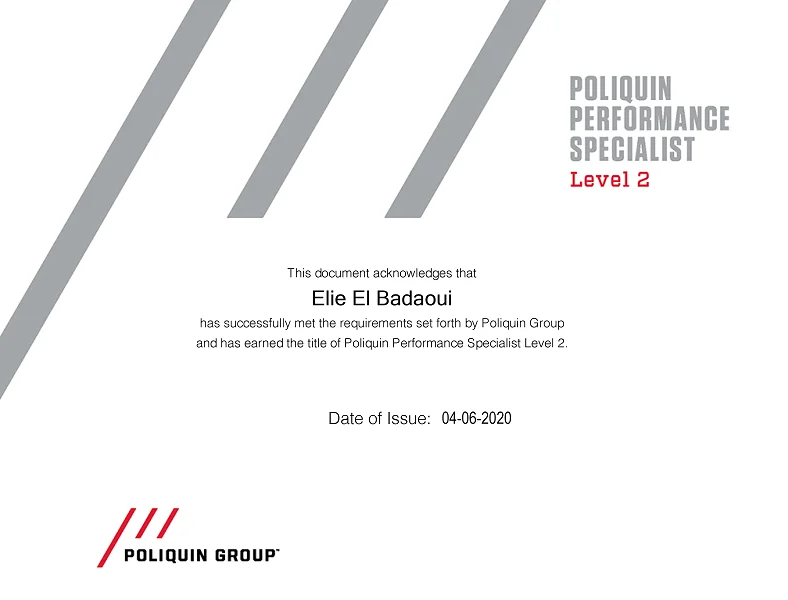 POLIQUIN
PERFORMANCE
SPECIALIST
Level 2
This document acknowledges that
Elie El Badaoui
has successfully met the requirements set forth by Poliquin Group
and has earned the title of Poliquin Performance Specialist Level 2.
Date of Issue: 04-06-2020
POLIQUIN GROUP™